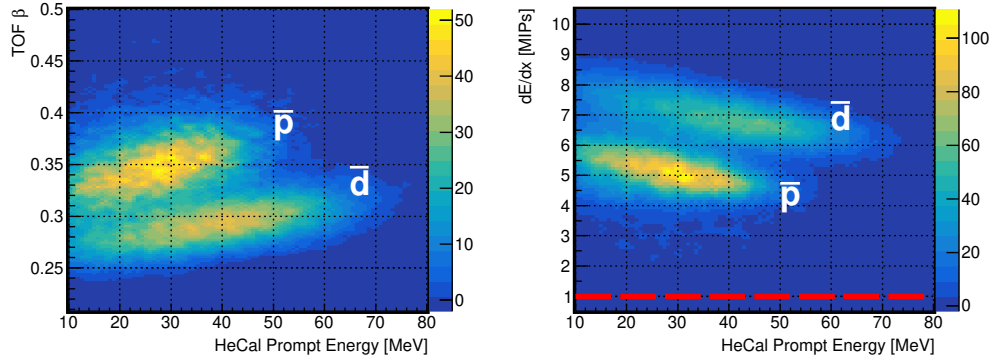 TOF β
0.5
0.45
0.4
0.35
0.3
0.25
p̅
d̅
10 20 30 40 50 60 70 80
HeCal Prompt Energy [MeV]
50
40
30
20
10
0
dE/dx [MIPs]
10
9
8
7
6
5
4
3
2
1
d̅
p̅
10 20 30 40 50 60 70 80
HeCal Prompt Energy [MeV]
100
80
60
40
20
0